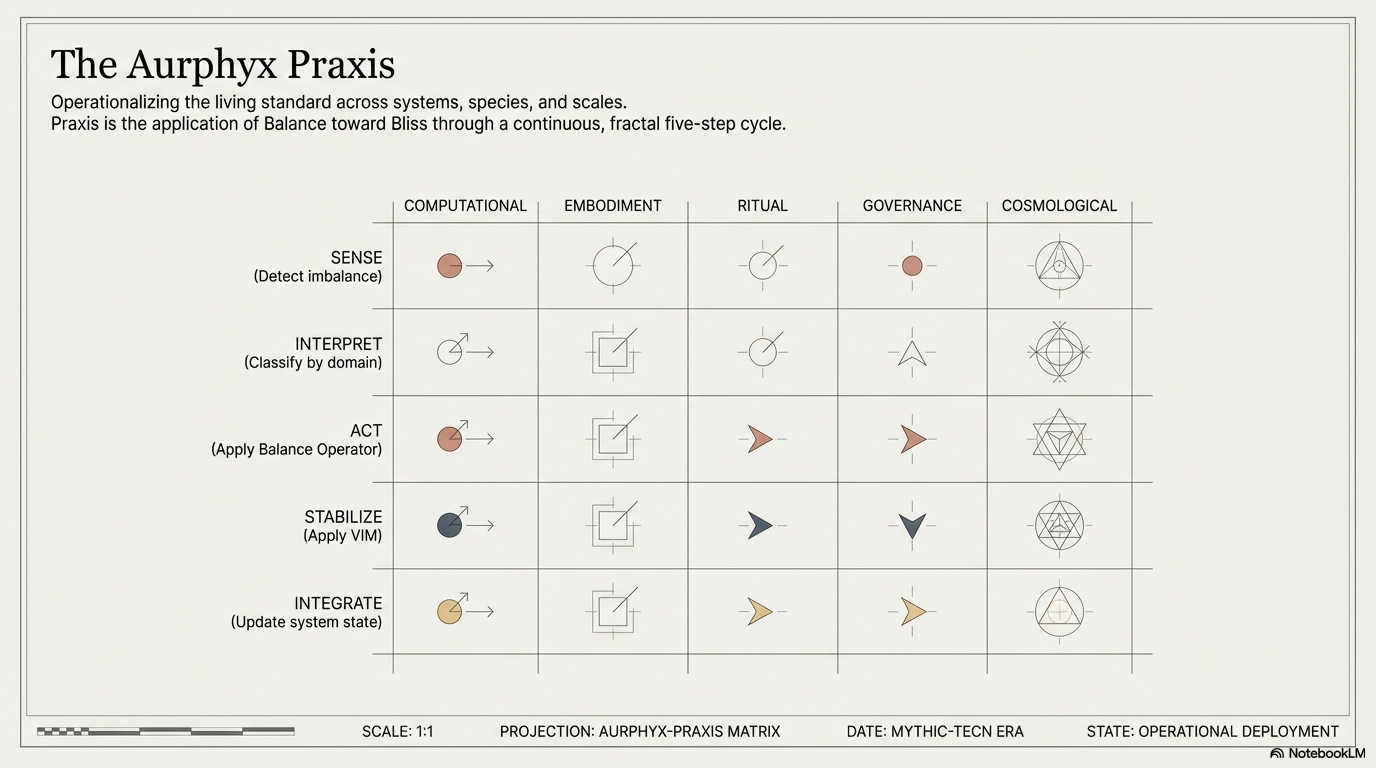 The Aurphyx Praxis
Operationalizing the living standard across systems, species, and scales.
Praxis is the application of Balance toward Bliss through a continuous, fractal five-step cycle.
COMPUTATIONAL EMBODIMENT RITUAL GOVERNANCE COSMOLOGICAL
SENSE
(Detect imbalance)
INTERPRET
(Classify by domain)
ACT
(Apply Balance Operator)
STABILIZE
(Apply VIM)
INTEGRATE
(Update system state)
SCALE: 1:1 PROJECTION: AURPHYX-PRAXIS MATRIX DATE: MYTHIC-TECN ERA STATE: OPERATIONAL DEPLOYMENT
NotebookLM